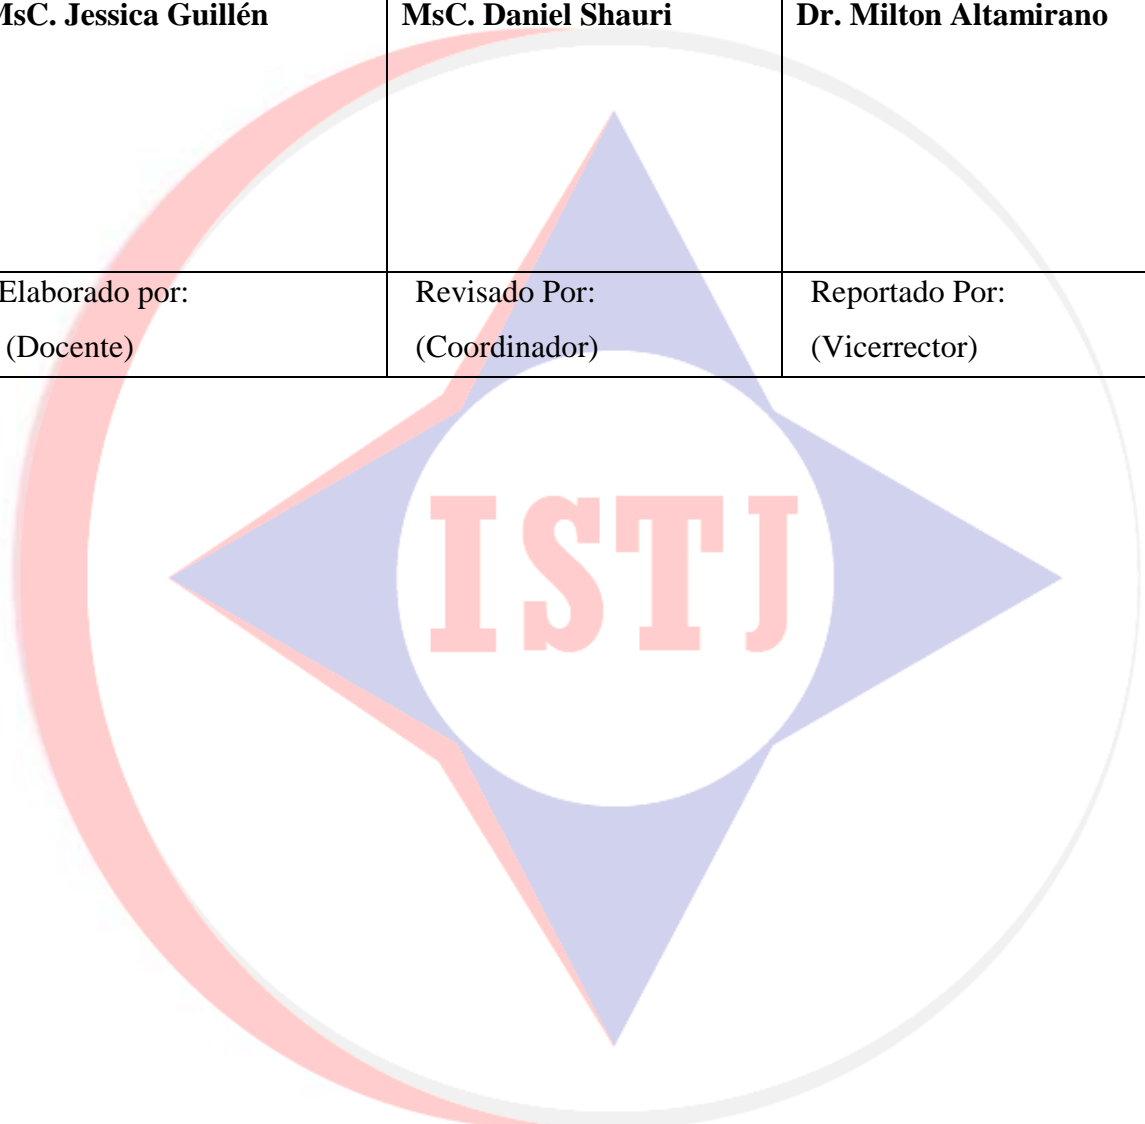 MsC. Jessica Guillén MsC. Daniel Shauri Dr. Milton Altamirano
Elaborado por: Revisado Por: Reportado Por:
(Docente) (Coordinador) (Vicerrector)
ISTJ